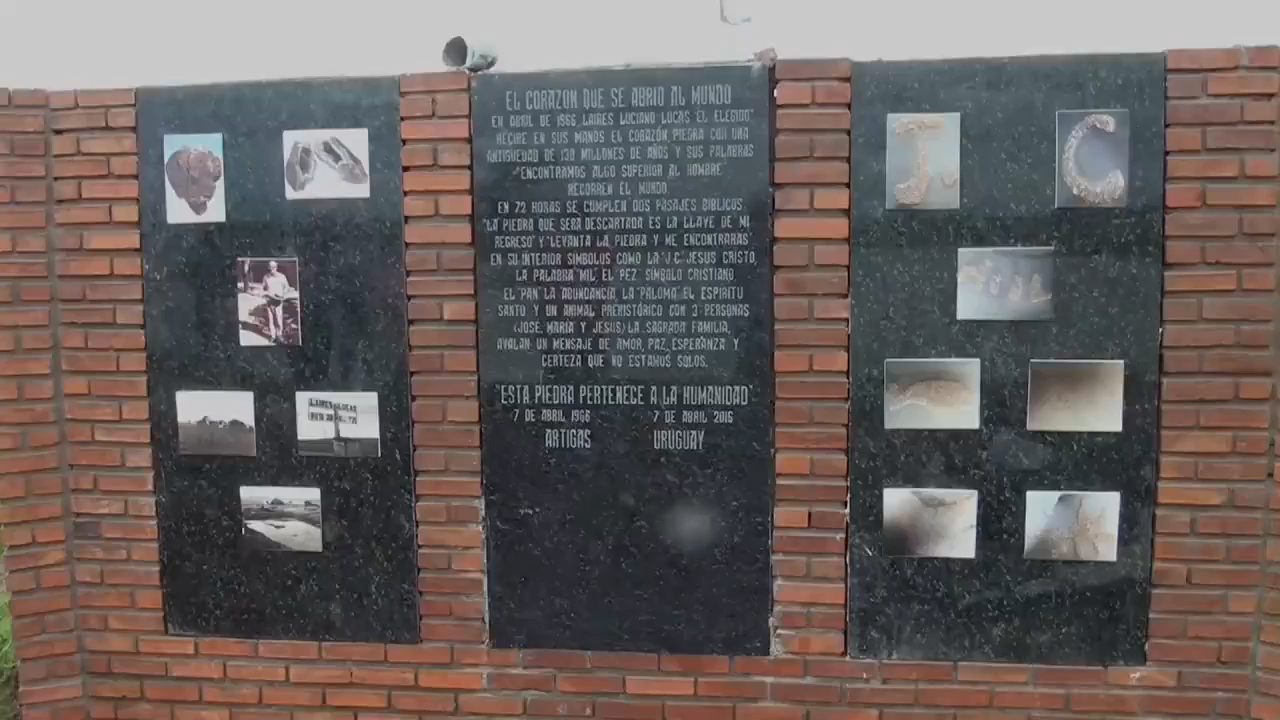 EL CORAZON QUE SE ABRIO AL MUNDO
EN ABRIL DE 1966, LAIRES LUCIANO LUCAS "EL ELEGIDO"
RECIBE EN SUS MANOS EL CORAZÓN PIEDRA CON UNA
ANTIGUEDAD DE 130 MILLONES DE AÑOS Y SUS PALABRAS
"ENCONTRAMOS ALGO SUPERIOR AL HOMBRE"
RECORREN EL MUNDO.
EN 72 HORAS SE CUMPLEN DOS PASAJES BIBLICOS.
"LA PIEDRA QUE SERA DESCARTADA ES LA LLAVE DE MI
REGRESO" Y "LEVANTA LA PIEDRA Y ME ENCONTRARAS"
EN SU INTERIOR SIMBOLOS COMO LA "J C" JESUS CRISTO,
LA PALABRA "MIL", EL "PEZ" SIMBOLO CRISTIANO.
EL "PAN" LA ABUNDANCIA, LA "PALOMA" EL ESPIRITU
SANTO Y UN ANIMAL PREHISTÓRICO CON 3 PERSONAS
(JOSE, MARIA Y JESUS) LA SAGRADA FAMILIA,
AVALAN UN MENSAJE DE AMOR, PAZ, ESPERANZA Y
CERTEZA QUE NO ESTAMOS SOLOS.
"ESTA PIEDRA PERTENECE A LA HUMANIDAD"
7 DE ABRIL 1966 7 DE ABRIL 2015
ARTIGAS URUGUAY
J C